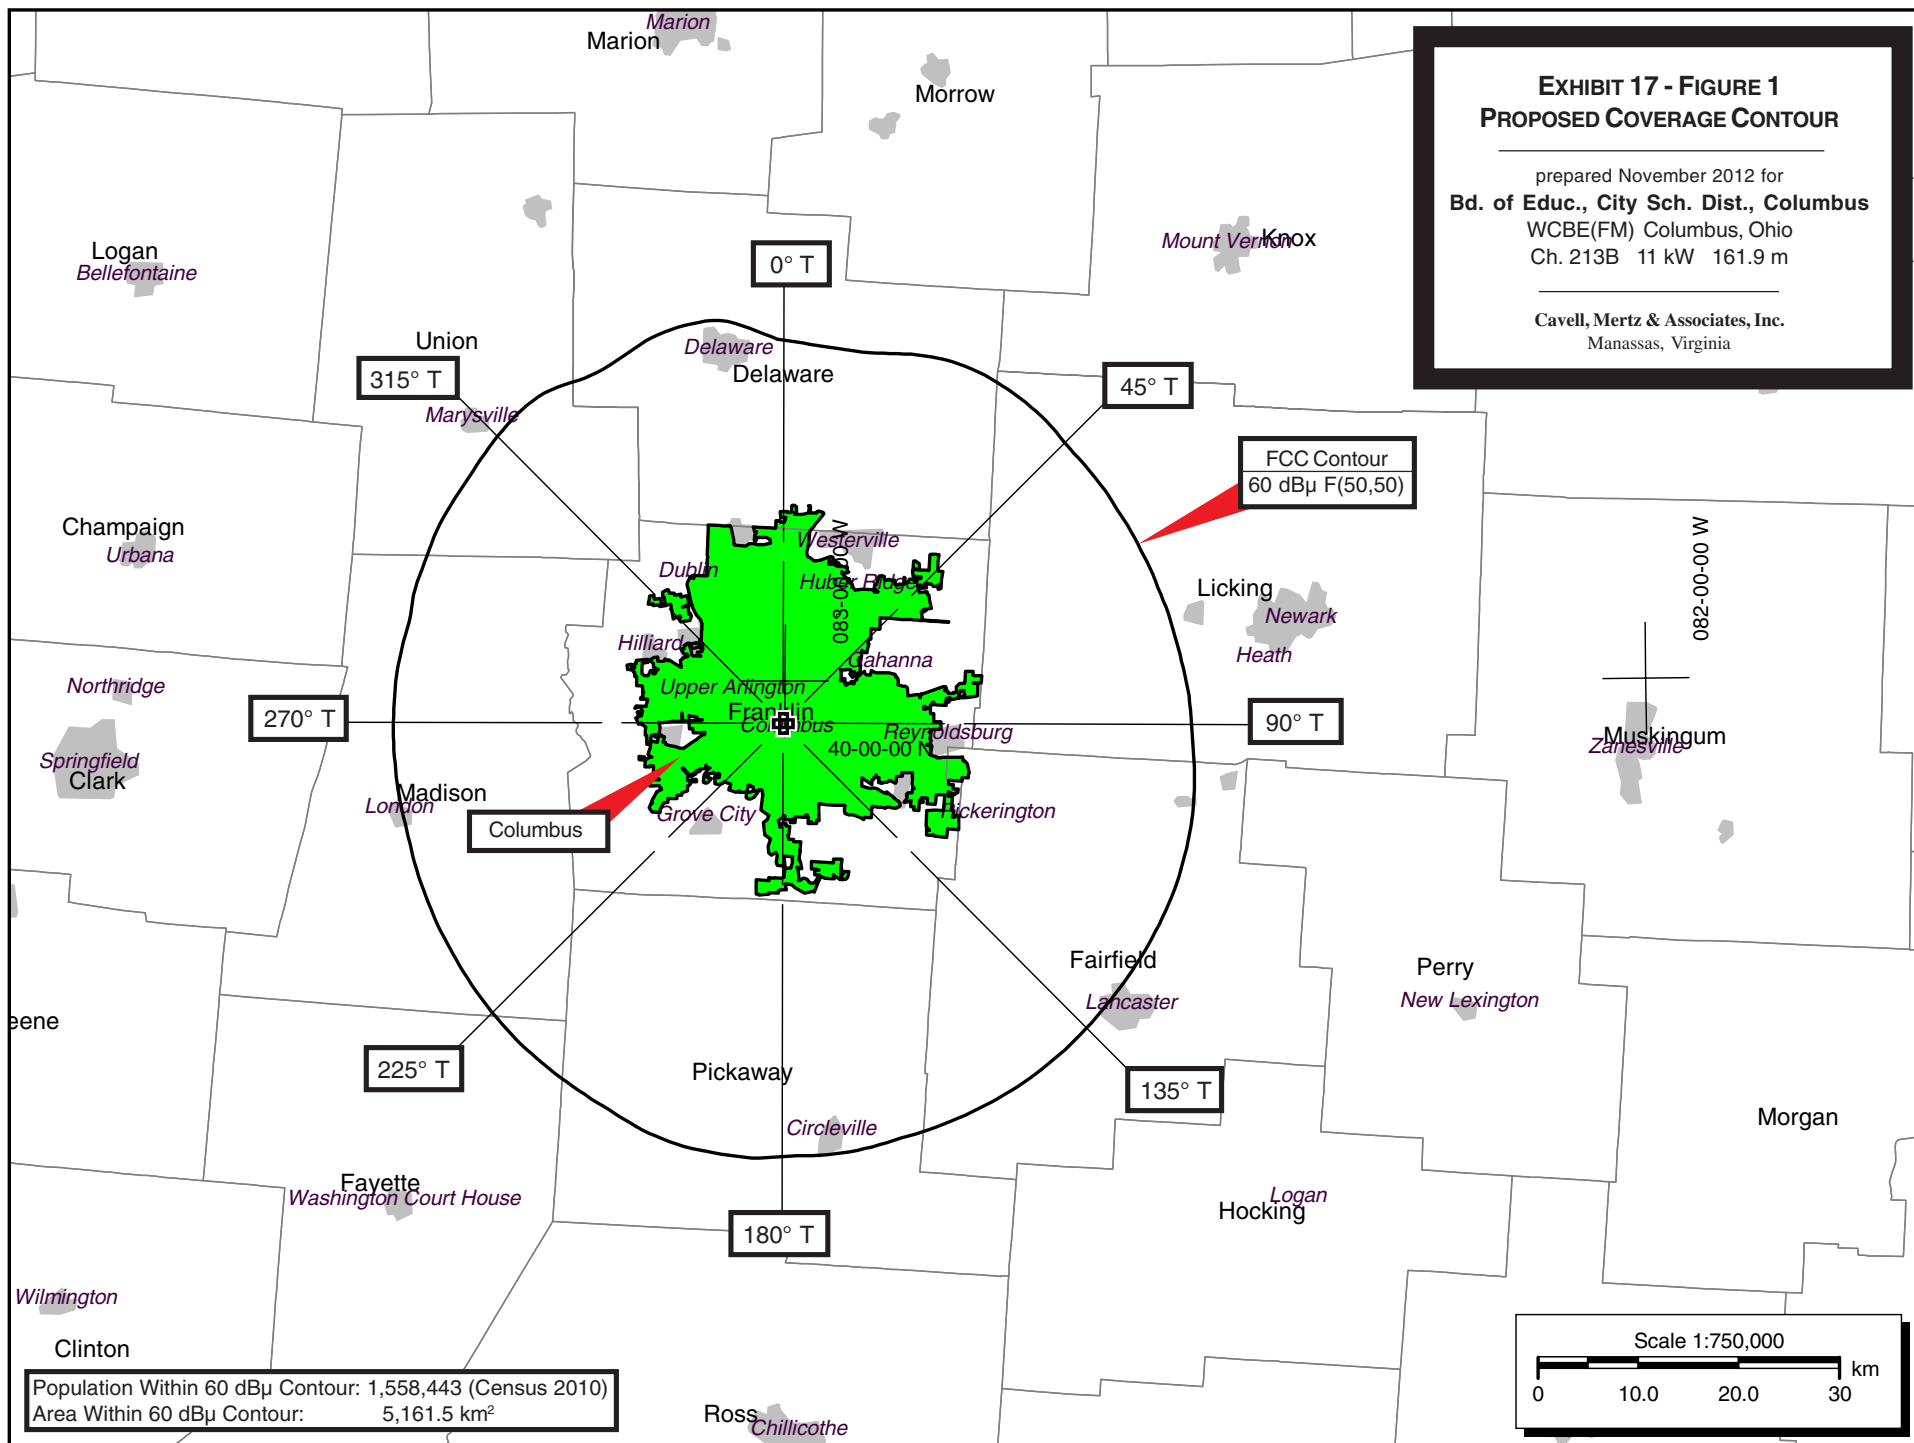 Marion
Marion
Morrow
EXHIBIT 17 - FIGURE 1
PROPOSED COVERAGE CONTOUR
prepared November 2012 for
Bd. of Educ., City Sch. Dist., Columbus
WCBE(FM) Columbus, Ohio
Ch. 213B 11 kW 161.9 m
Cavell, Mertz & Associates, Inc.
Manassas, Virginia
Mount Vernon
Knox
Logan
Bellefontaine
0° T
Union
315° T
Delaware
Delaware
45° T
Marysville
FCC Contour
60 dBµ F(50,50)
Champaign
Urbana
Westerville
083-00-00 W
Dublin
Huber Ridge
082-00-00 W
Licking
Newark
Heath
Hilliard
Gahanna
Northridge
Upper Arlington
270° T
Franklin
Columbus
90° T
Reynoldsburg
40-00-00 N
Muskingum
Zanesville
Springfield
Clark
Madison
London
Grove City
Pickerington
Columbus
Fairfield
Lancaster
Perry
New Lexington
eene
225° T
Pickaway
135° T
Circleville
Morgan
Fayette
Washington Court House
Logan
Hocking
180° T
Wilmington
Clinton
Scale 1:750,000
km
0 10.0 20.0 30
Population Within 60 dBµ Contour: 1,558,443 (Census 2010)
Area Within 60 dBµ Contour: 5,161.5 km²
Ross
Chillicothe